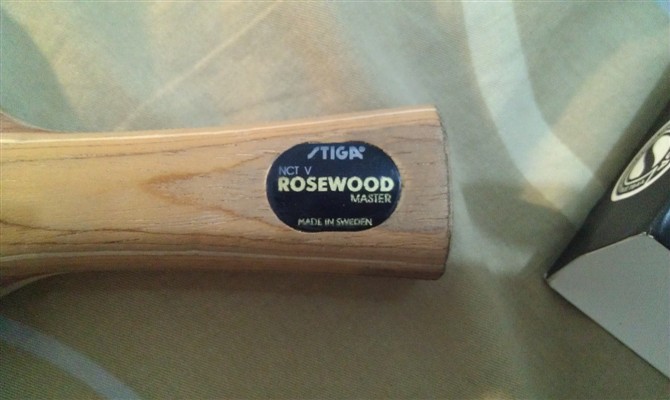 STIGA
NCT V
ROSEWOOD
MASTER
MADE IN SWEDEN